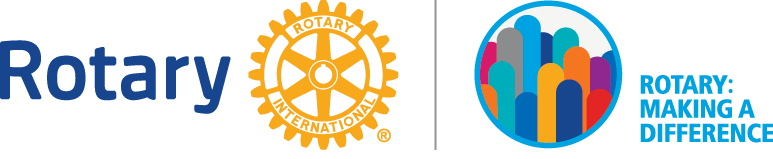 Rotary
ROTARY
INTERNATIONAL
®
ROTARY:
MAKING A
DIFFERENCE